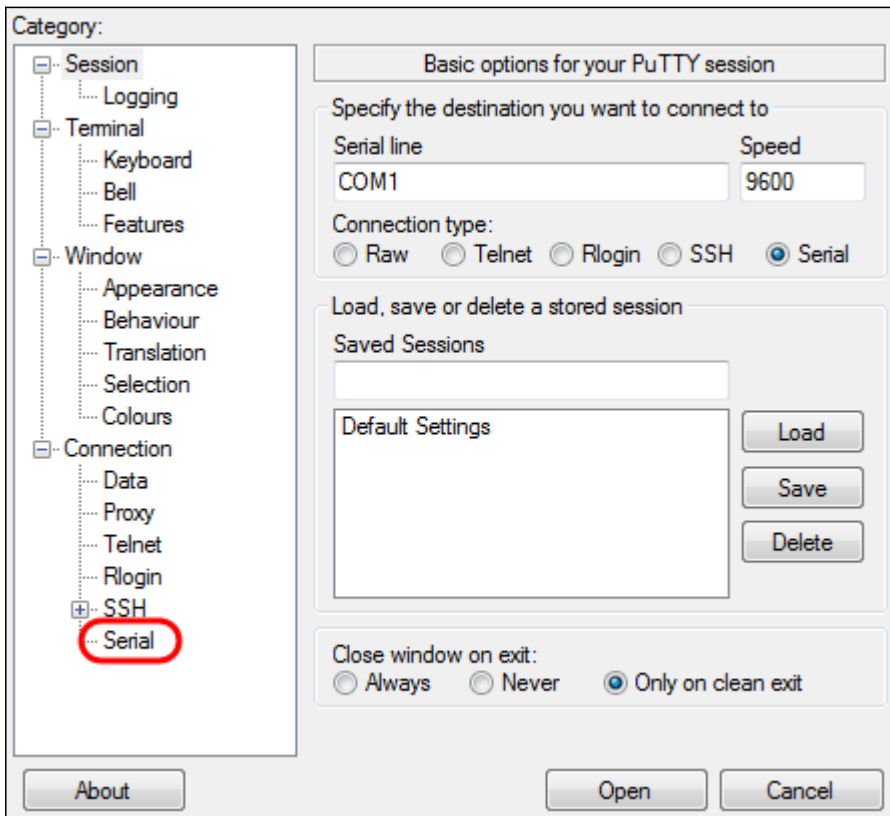 Category:
Session
Logging
Terminal
Keyboard
Bell
Features
Window
Appearance
Behaviour
Translation
Selection
Colours
Connection
Data
Proxy
Telnet
Rlogin
SSH
Serial
Basic options for your PuTTY session
Specify the destination you want to connect to
Serial line Speed
COM1 9600
Connection type:
Raw Telnet Rlogin SSH Serial
Load, save or delete a stored session
Saved Sessions
Default Settings
Load
Save
Delete
Close window on exit:
Always Never Only on clean exit
About Open Cancel